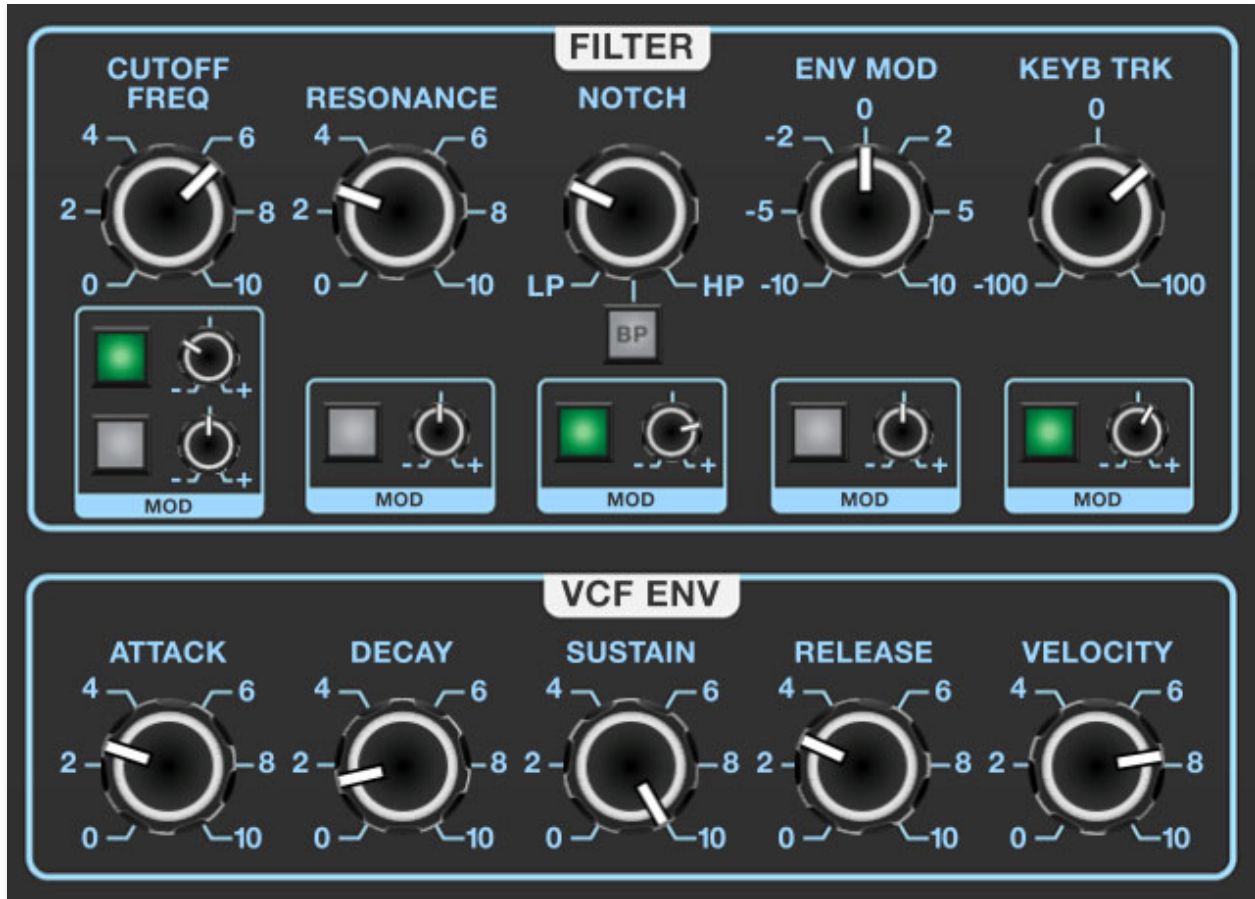 FILTER
CUTOFF
FREQ
RESONANCE
NOTCH
ENV MOD
KEYB TRK
0 2 4 6 8 10
0 2 4 6 8 10
LP HP
BP
-10 -5 -2 0 2 5 10
-100 0 100
- +
- +
MOD
- +
MOD
- +
MOD
- +
MOD
- +
MOD
VCF ENV
ATTACK
DECAY
SUSTAIN
RELEASE
VELOCITY
0 2 4 6 8 10
0 2 4 6 8 10
0 2 4 6 8 10
0 2 4 6 8 10
0 2 4 6 8 10